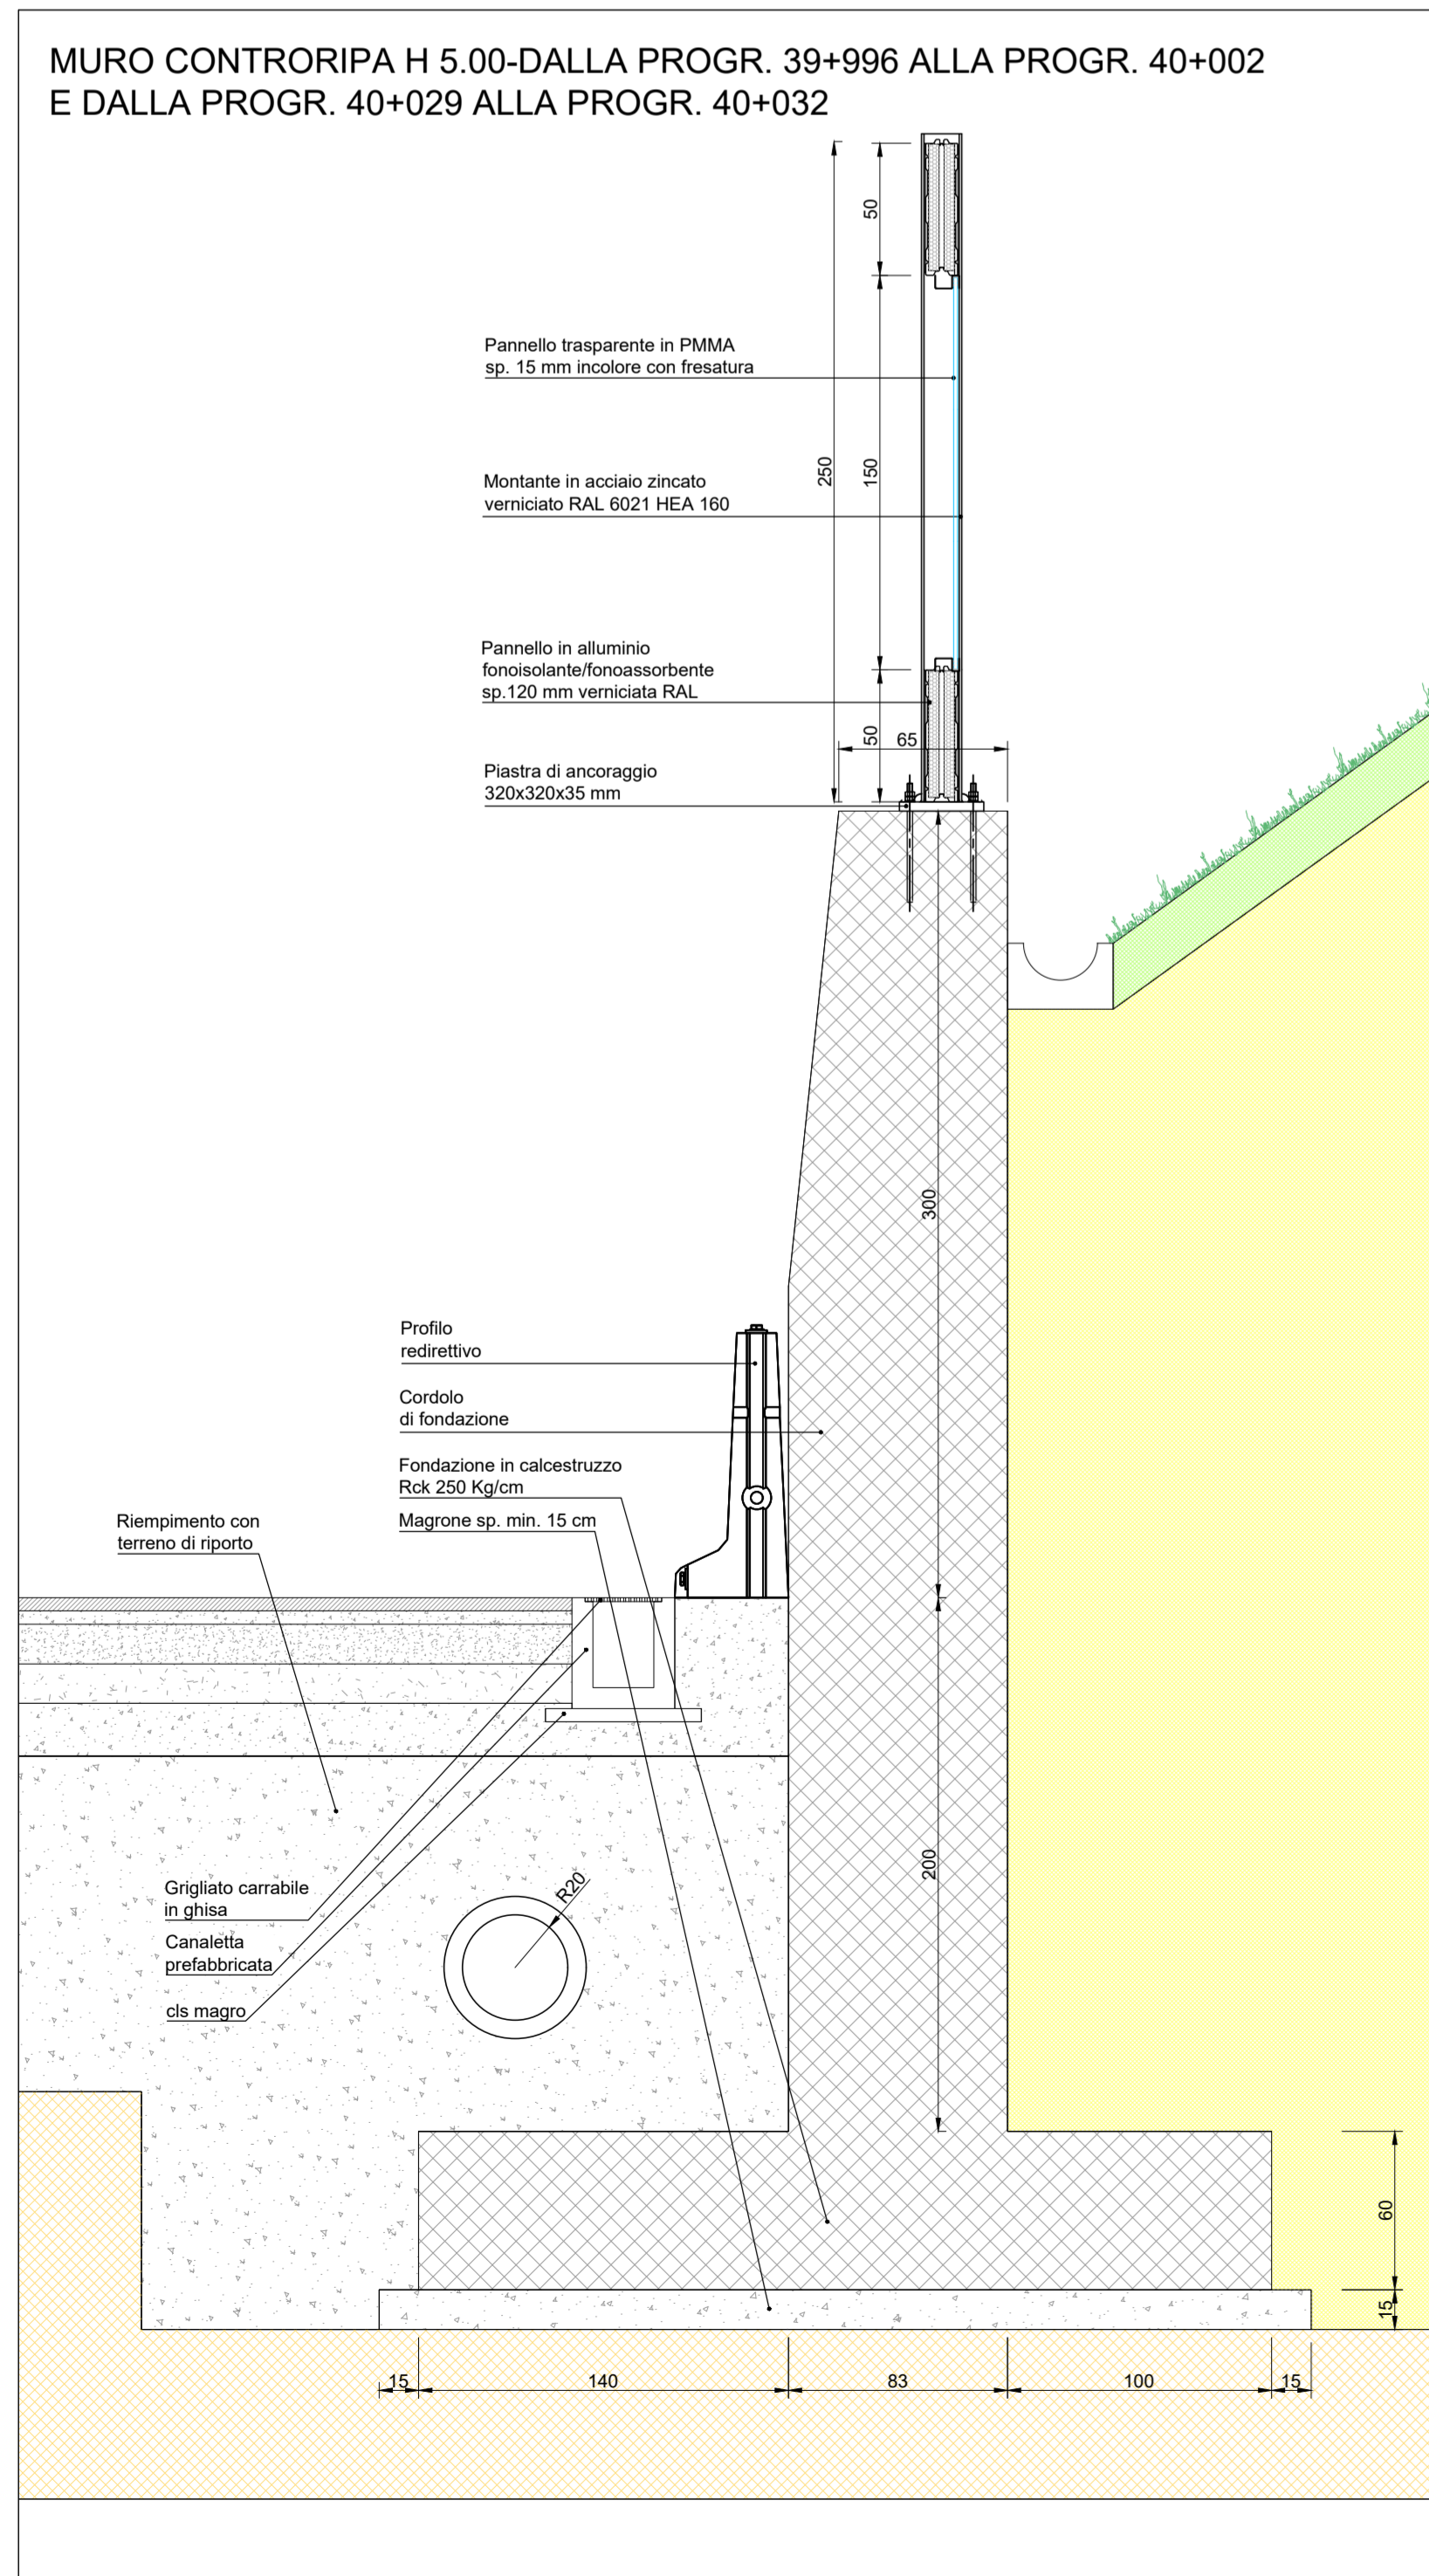 MURO CONTRORIPA H 5.00-DALLA PROGR. 39+996 ALLA PROGR. 40+002
E DALLA PROGR. 40+029 ALLA PROGR. 40+032
50
Pannello trasparente in PMMA
sp. 15 mm incolore con fresatura
250
150
Montante in acciaio zincato
verniciato RAL 6021 HEA 160
Pannello in alluminio
fonoisolante/fonoassorbente
sp.120 mm verniciata RAL
50
65
Piastra di ancoraggio
320x320x35 mm
300
Profilo
redirettivo
Cordolo
di fondazione
Fondazione in calcestruzzo
Rck 250 Kg/cm
Magrone sp. min. 15 cm
Riempimento con
terreno di riporto
200
R20
Grigliato carrabile
in ghisa
Canaletta
prefabbricata
cls magro
60
15
15
140
83
100
15